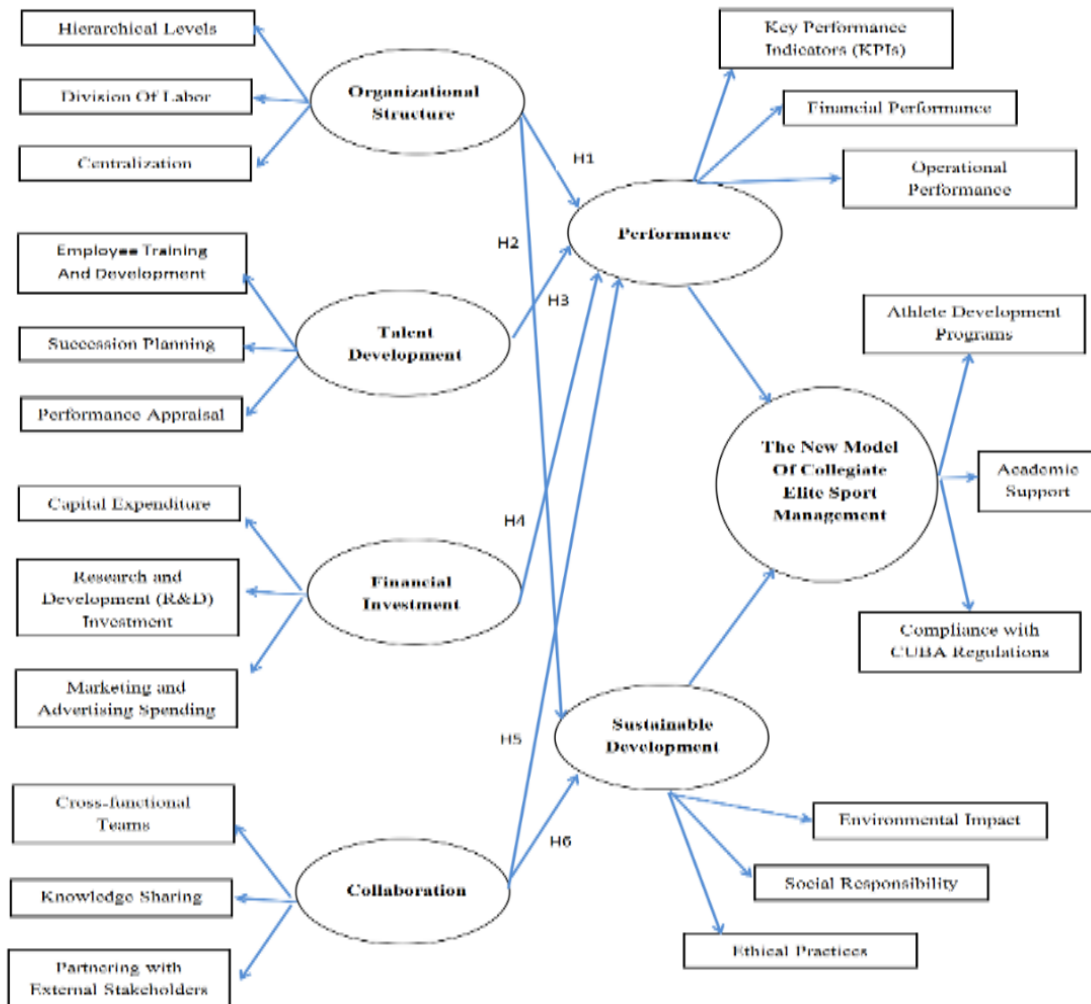 Hierarchical Levels
Division Of Labor
Centralization
Organizational
Structure
Key Performance
Indicators (KPIs)
Financial Performance
Operational
Performance
H1
Performance
H2
Employee Training
And Development
Succession Planning
Performance Appraisal
Talent
Development
H3
Athlete Development
Programs
The New Model
Of Collegiate
Elite Sport
Management
Academic
Support
Compliance with
CUBA Regulations
Capital Expenditure
Research and
Development (R&D)
Investment
Marketing and
Advertising Spending
Financial
Investment
H4
H5
Sustainable
Development
H6
Cross-functional
Teams
Knowledge Sharing
Partnering with
External Stakeholders
Collaboration
Environmental Impact
Social Responsibility
Ethical Practices